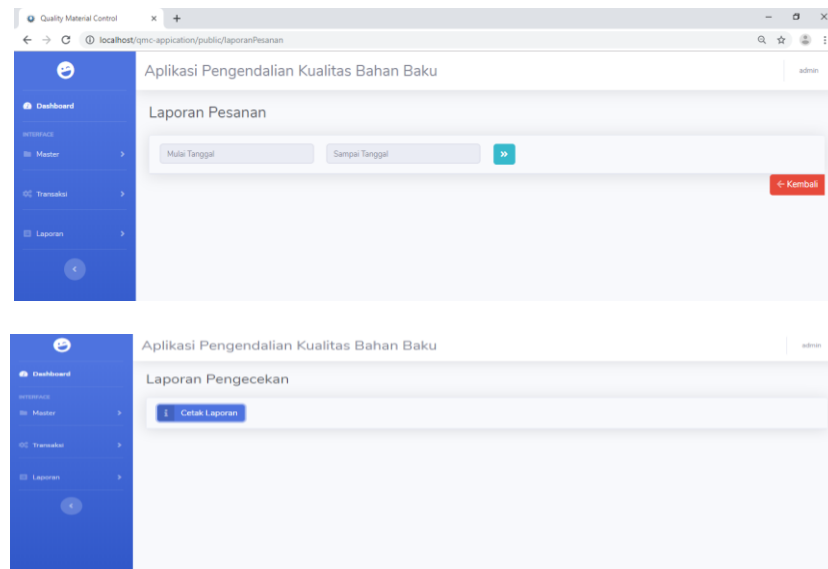 Quality Material Control
localhost/qmc-appication/public/laporanPesanan
Aplikasi Pengendalian Kualitas Bahan Baku
admin
Dashboard
Laporan Pesanan
INTERFACE
Master
Mulai Tanggal
Sampai Tanggal
Kembali
Transaksi
Laporan
Aplikasi Pengendalian Kualitas Bahan Baku
admin
Dashboard
Laporan Pengecekan
INTERFACE
Master
Cetak Laporan
Transaksi
Laporan